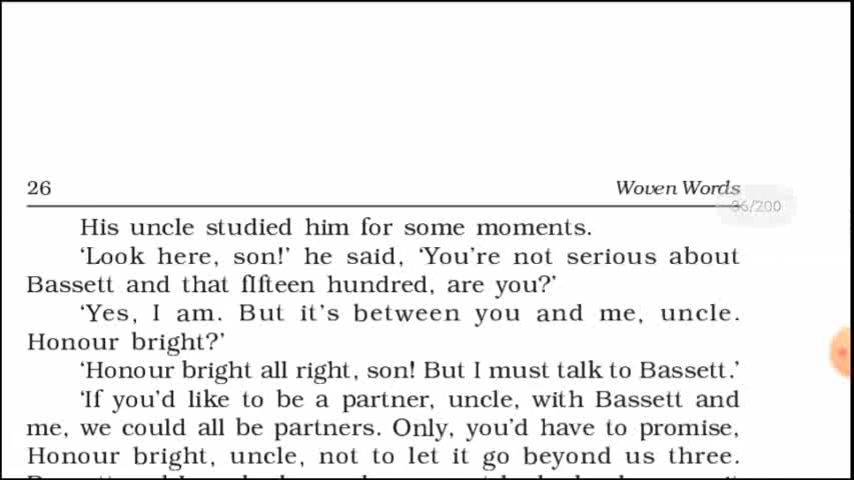 26
Woven Words
36/200
His uncle studied him for some moments.
‘Look here, son!’ he said, ‘You're not serious about
Bassett and that fifteen hundred, are you?’
‘Yes, I am. But it's between you and me, uncle.
Honour bright?’
‘Honour bright all right, son! But I must talk to Bassett.’
‘If you'd like to be a partner, uncle, with Bassett and
me, we could all be partners. Only, you'd have to promise,
Honour bright, uncle, not to let it go beyond us three.